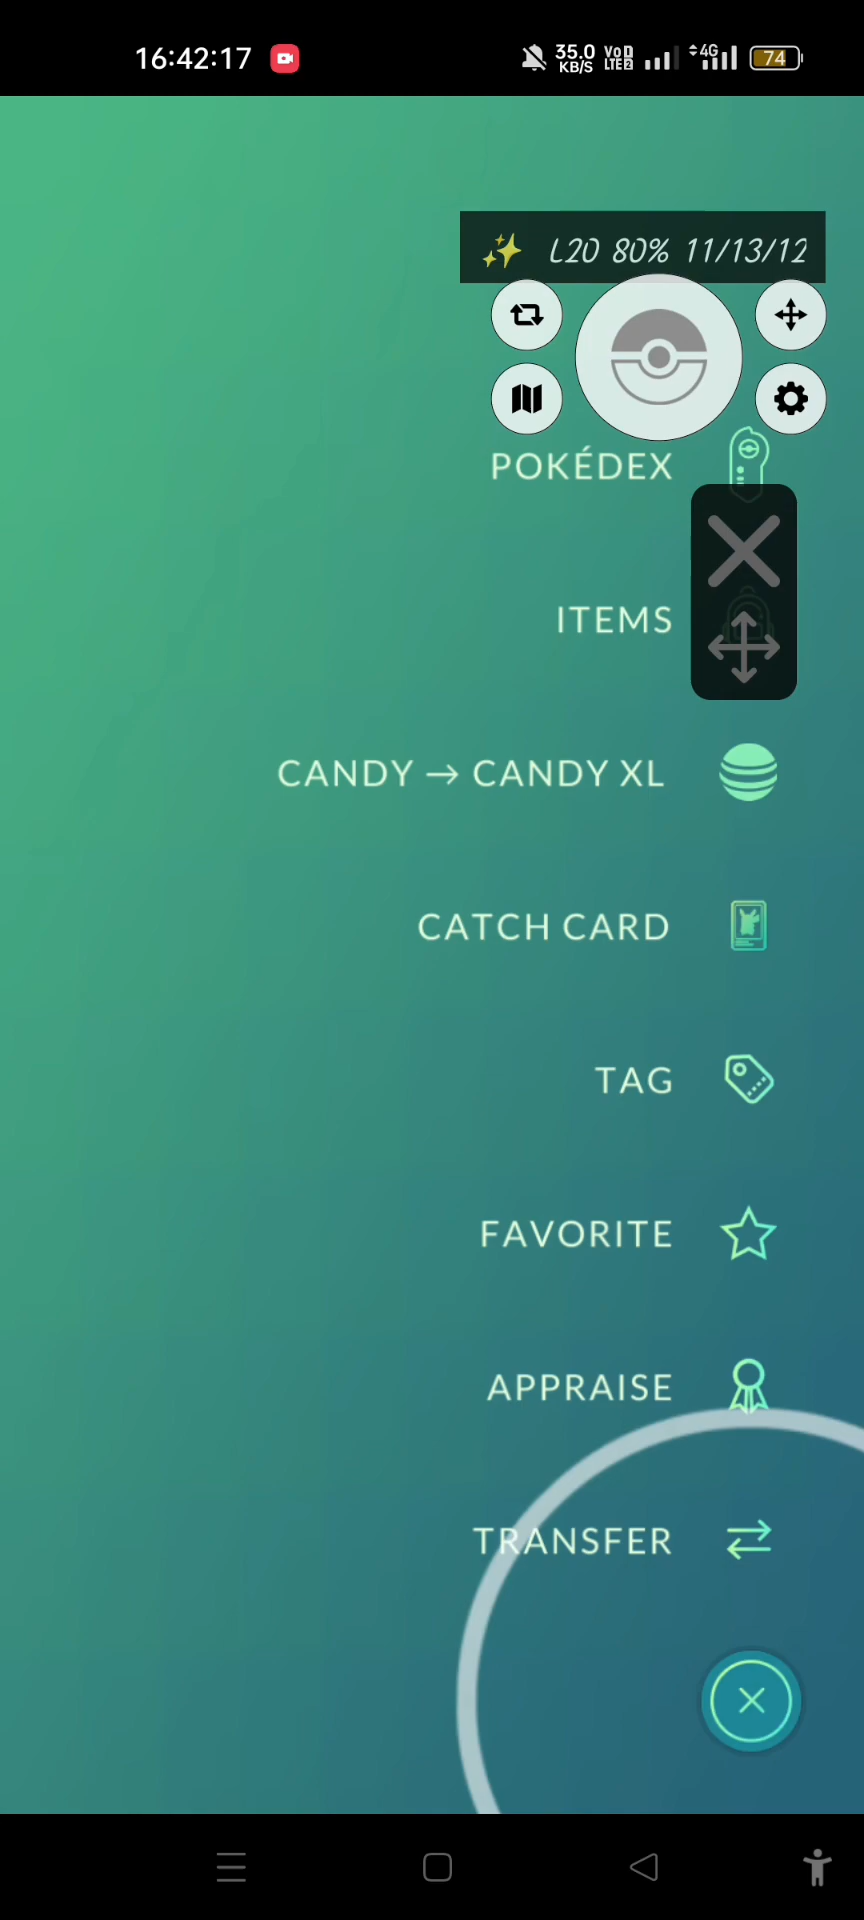 16:42:17 35.0 KB/S VoD LTE2 4G 74
✨ L20 80% 11/13/12
POKÉDEX
ITEMS
CANDY → CANDY XL
CATCH CARD
TAG
FAVORITE
APPRAISE
TRANSFER